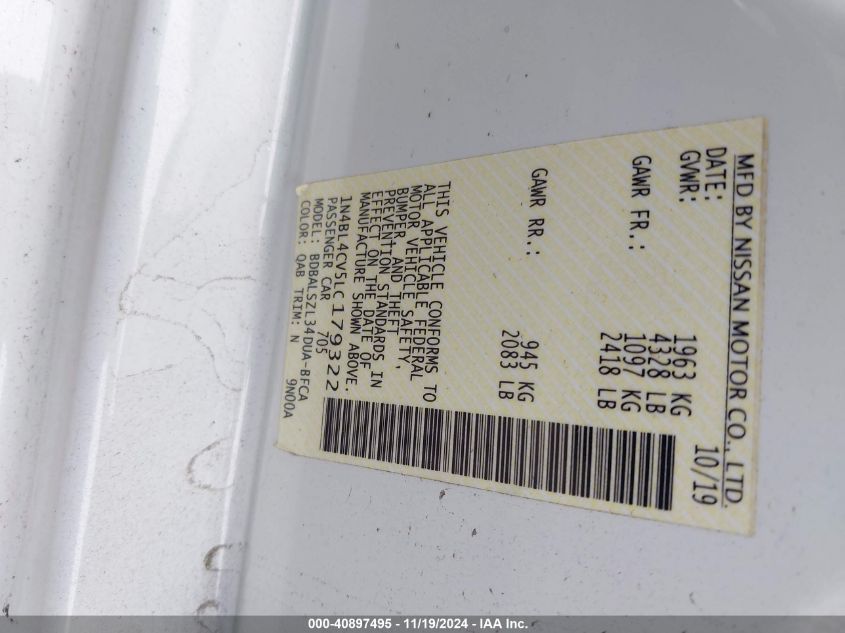 MFD BY NISSAN MOTOR CO., LTD.
DATE: 10/19
GVWR: 1963 KG
4328 LB
GAWR FR.: 1097 KG
2418 LB
GAWR RR.: 945 KG
2083 LB
THIS VEHICLE CONFORMS TO
ALL APPLICABLE FEDERAL
MOTOR VEHICLE SAFETY,
BUMPER, AND THEFT
PREVENTION STANDARDS IN
EFFECT ON THE DATE OF
MANUFACTURE SHOWN ABOVE.
1N4BL4CV5LC179322
PASSENGER CAR 705
MODEL: BDBALSZL34DUA-BFCA
COLOR: QAB TRIM: N 9N00A
000-40897495 - 11/19/2024 - IAA Inc.